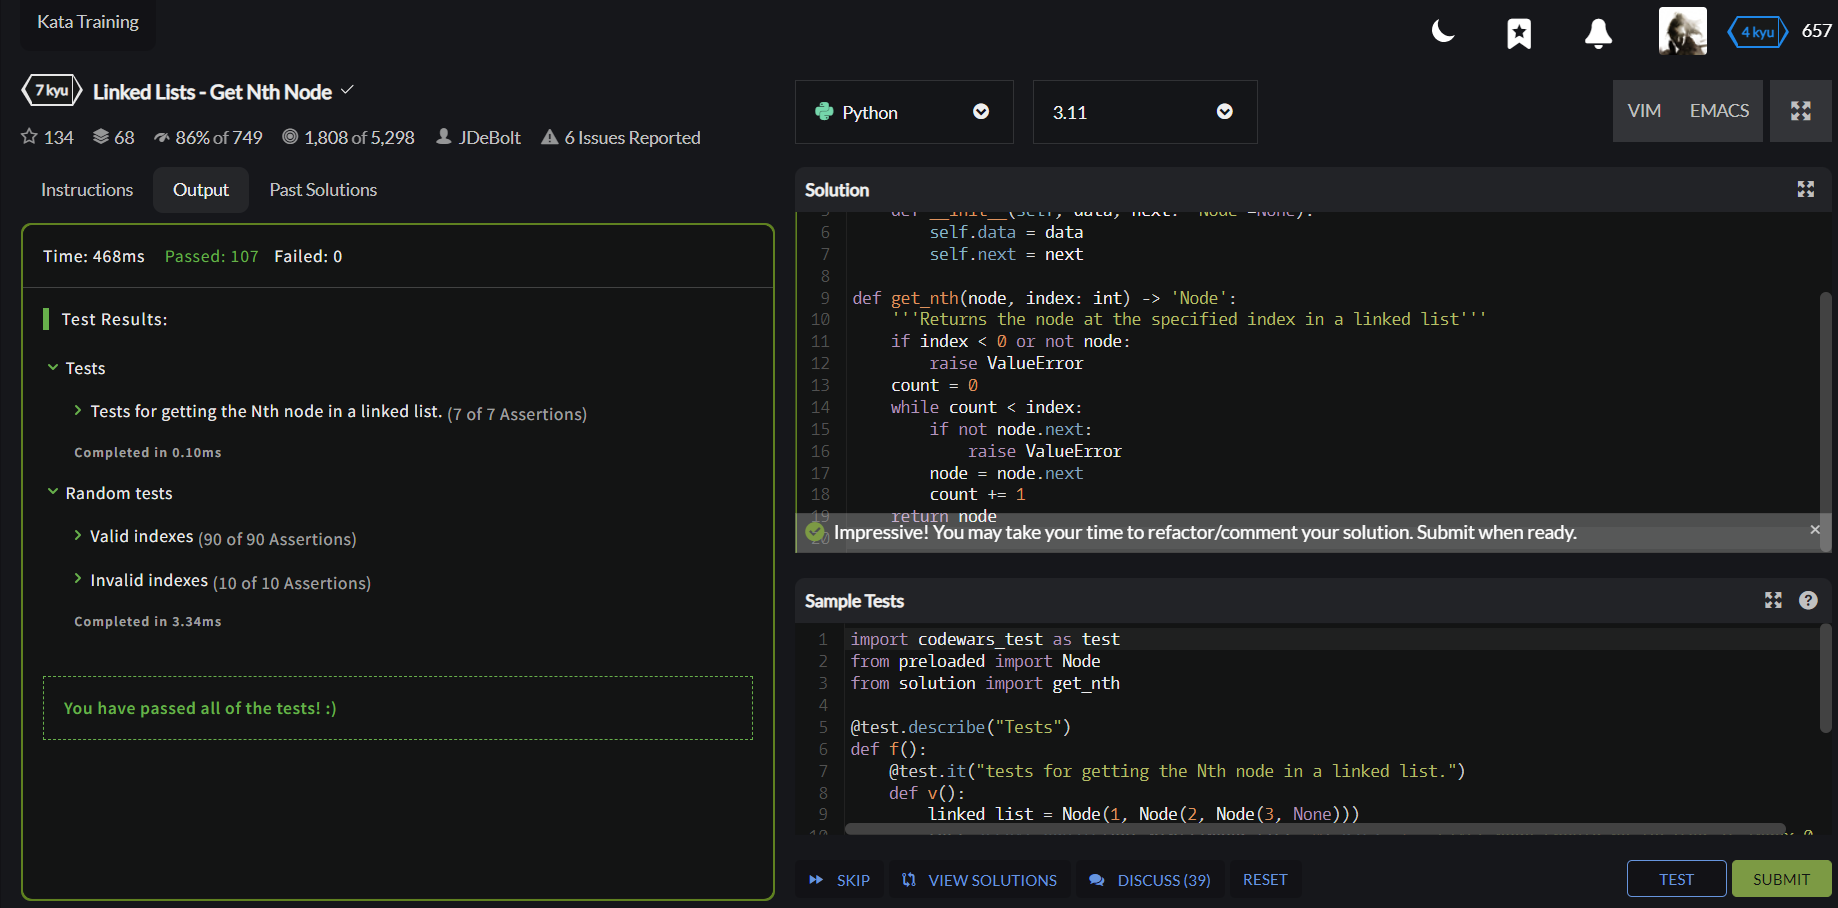 Kata Training
4 kyu 657
7 kyu Linked Lists - Get Nth Node
134 68 86% of 749 1,808 of 5,298 JDeBolt 6 Issues Reported
Instructions Output Past Solutions
Time: 468ms Passed: 107 Failed: 0
Test Results:
Tests
Tests for getting the Nth node in a linked list. (7 of 7 Assertions)
Completed in 0.10ms
Random tests
Valid indexes (90 of 90 Assertions)
Invalid indexes (10 of 10 Assertions)
Completed in 3.34ms
You have passed all of the tests! :)
Python 3.11 VIM EMACS
Solution
5     def __init__(self, data, next: 'Node'=None):
6         self.data = data
7         self.next = next
8
9 def get_nth(node, index: int) -> 'Node':
10     '''Returns the node at the specified index in a linked list'''
11     if index < 0 or not node:
12         raise ValueError
13     count = 0
14     while count < index:
15         if not node.next:
16             raise ValueError
17         node = node.next
18         count += 1
19     return node
20
Impressive! You may take your time to refactor/comment your solution. Submit when ready. ×
Sample Tests ?
1 import codewars_test as test
2 from preloaded import Node
3 from solution import get_nth
4
5 @test.describe("Tests")
6 def f():
7     @test.it("tests for getting the Nth node in a linked list.")
8     def v():
9         linked_list = Node(1, Node(2, Node(3, None)))
10
SKIP VIEW SOLUTIONS DISCUSS (39) RESET TEST SUBMIT